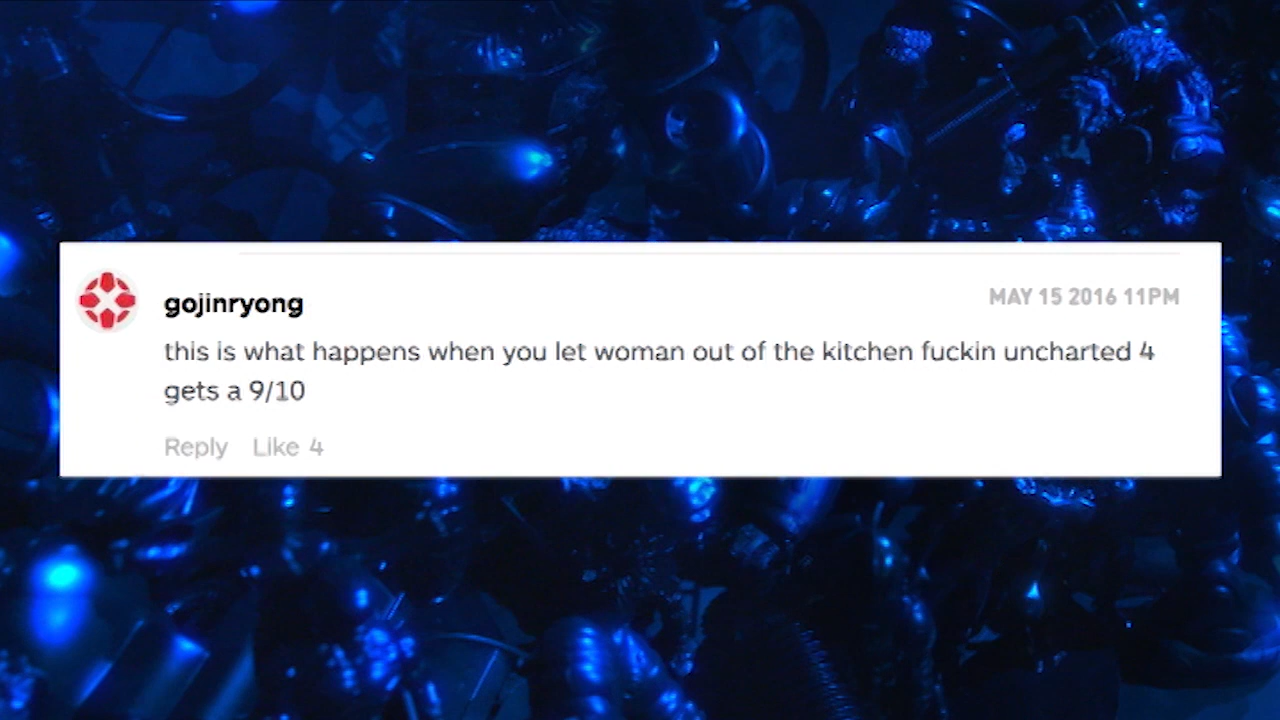 gojinryong
MAY 15 2016 11PM
this is what happens when you let woman out of the kitchen fuckin uncharted 4
gets a 9/10
Reply Like 4